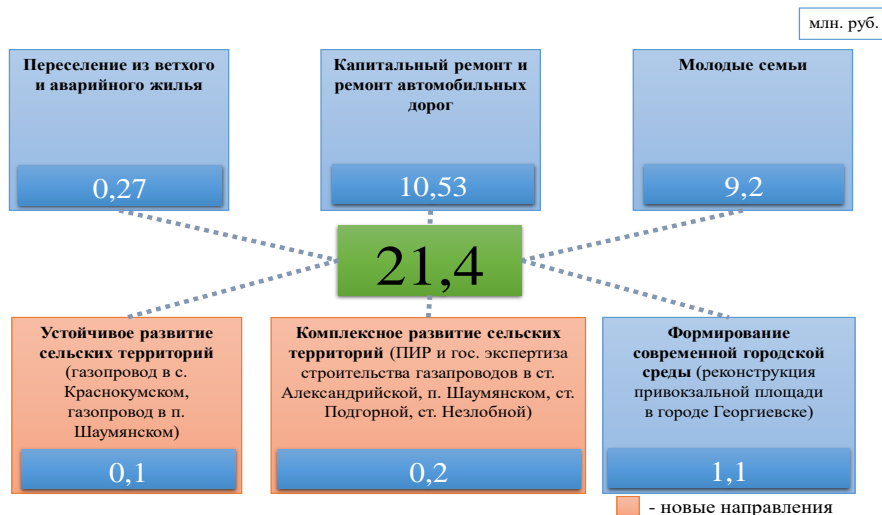 млн. руб.
Переселение из ветхого
и аварийного жилья
0,27
Капитальный ремонт и
ремонт автомобильных
дорог
10,53
Молодые семьи
9,2
21,4
Устойчивое развитие
сельских территорий
(газопровод в с.
Краснокумском,
газопровод в п.
Шаумянском)
0,1
Комплексное развитие сельских
территорий (ПИР и гос. экспертиза
строительства газапроводов в ст.
Александрийской, п. Шаумянском, ст.
Подгорной, ст. Незлобной)
0,2
Формирование
современной городской
среды (реконструкция
привокзальной площади
в городе Георгиевске)
1,1
- новые направления